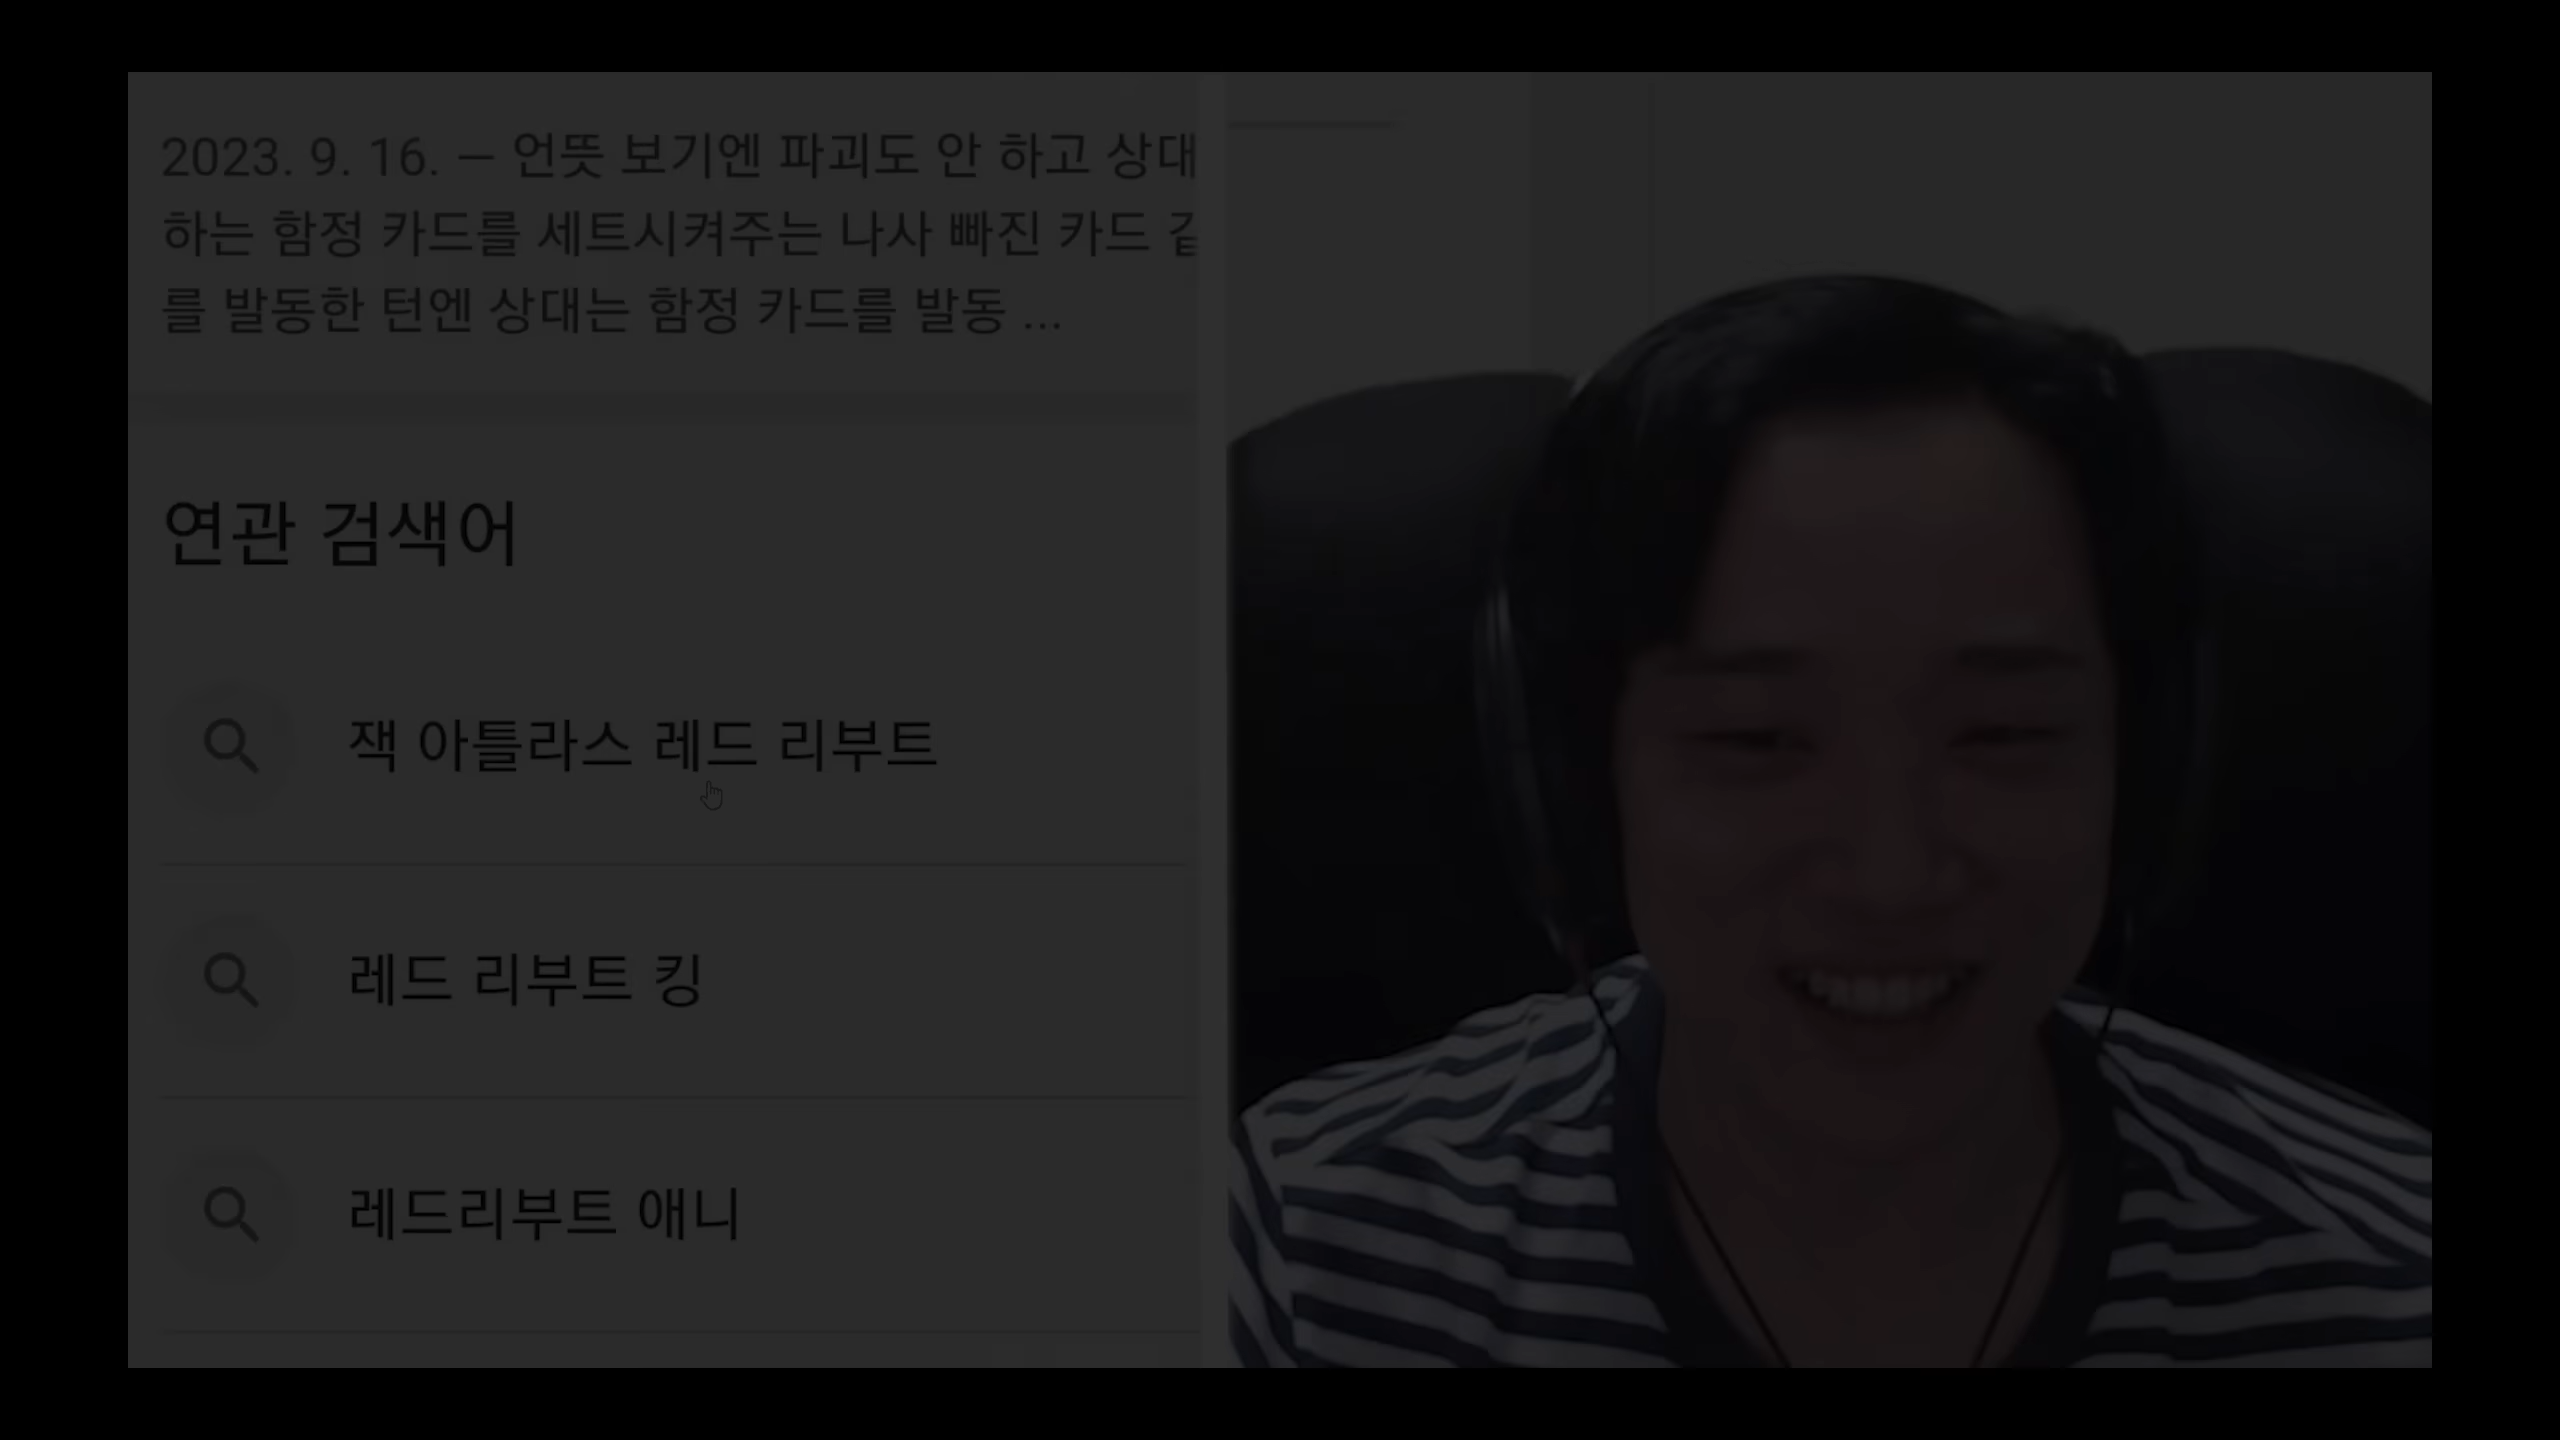 2023. 9. 16. — 언뜻 보기엔 파괴도 안 하고 상대
하는 함정 카드를 세트시켜주는 나사 빠진 카드
를 발동한 턴엔 상대는 함정 카드를 발동 ...
연관 검색어
잭 아틀라스 레드 리부트
레드 리부트 킹
레드리부트 애니